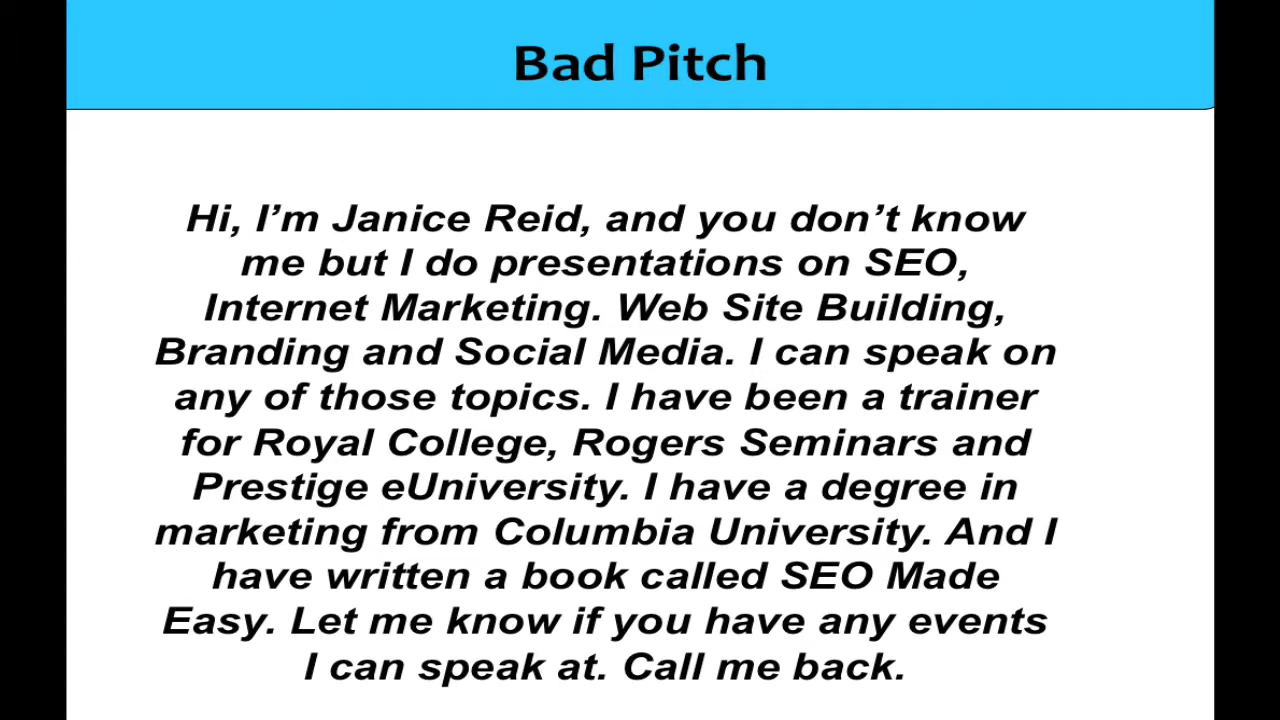 Bad Pitch
Hi, I’m Janice Reid, and you don’t know
me but I do presentations on SEO,
Internet Marketing. Web Site Building,
Branding and Social Media. I can speak on
any of those topics. I have been a trainer
for Royal College, Rogers Seminars and
Prestige eUniversity. I have a degree in
marketing from Columbia University. And I
have written a book called SEO Made
Easy. Let me know if you have any events
I can speak at. Call me back.